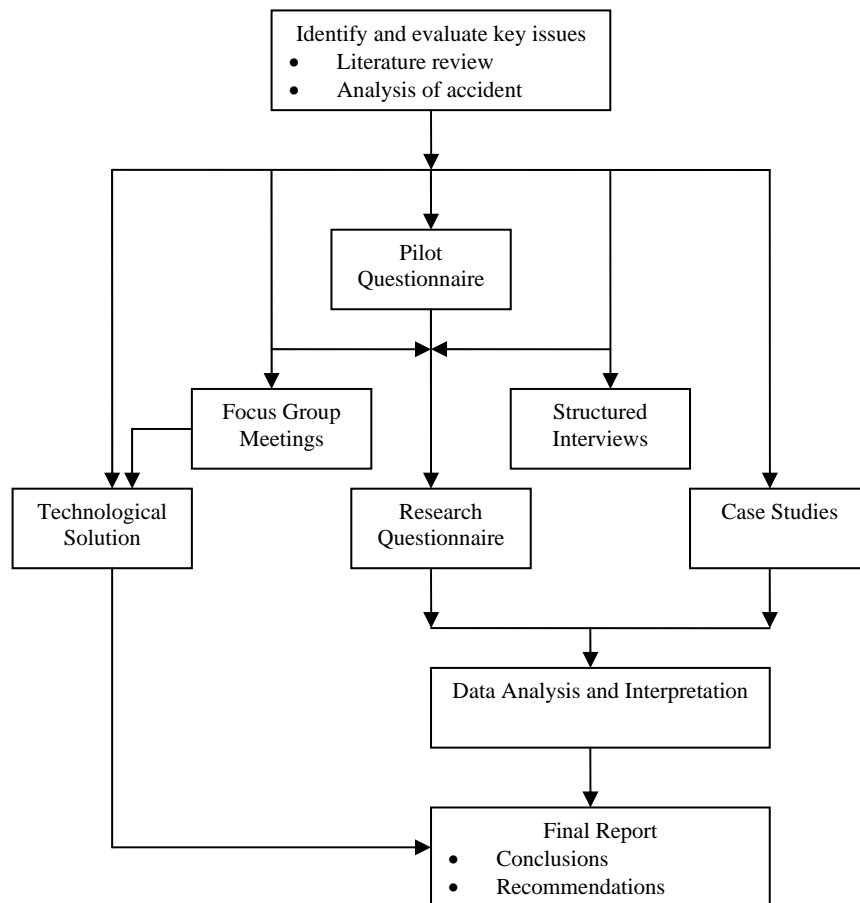 Identify and evaluate key issues
• Literature review
• Analysis of accident
Pilot
Questionnaire
Focus Group
Meetings
Structured
Interviews
Technological
Solution
Research
Questionnaire
Case Studies
Data Analysis and Interpretation
Final Report
• Conclusions
• Recommendations